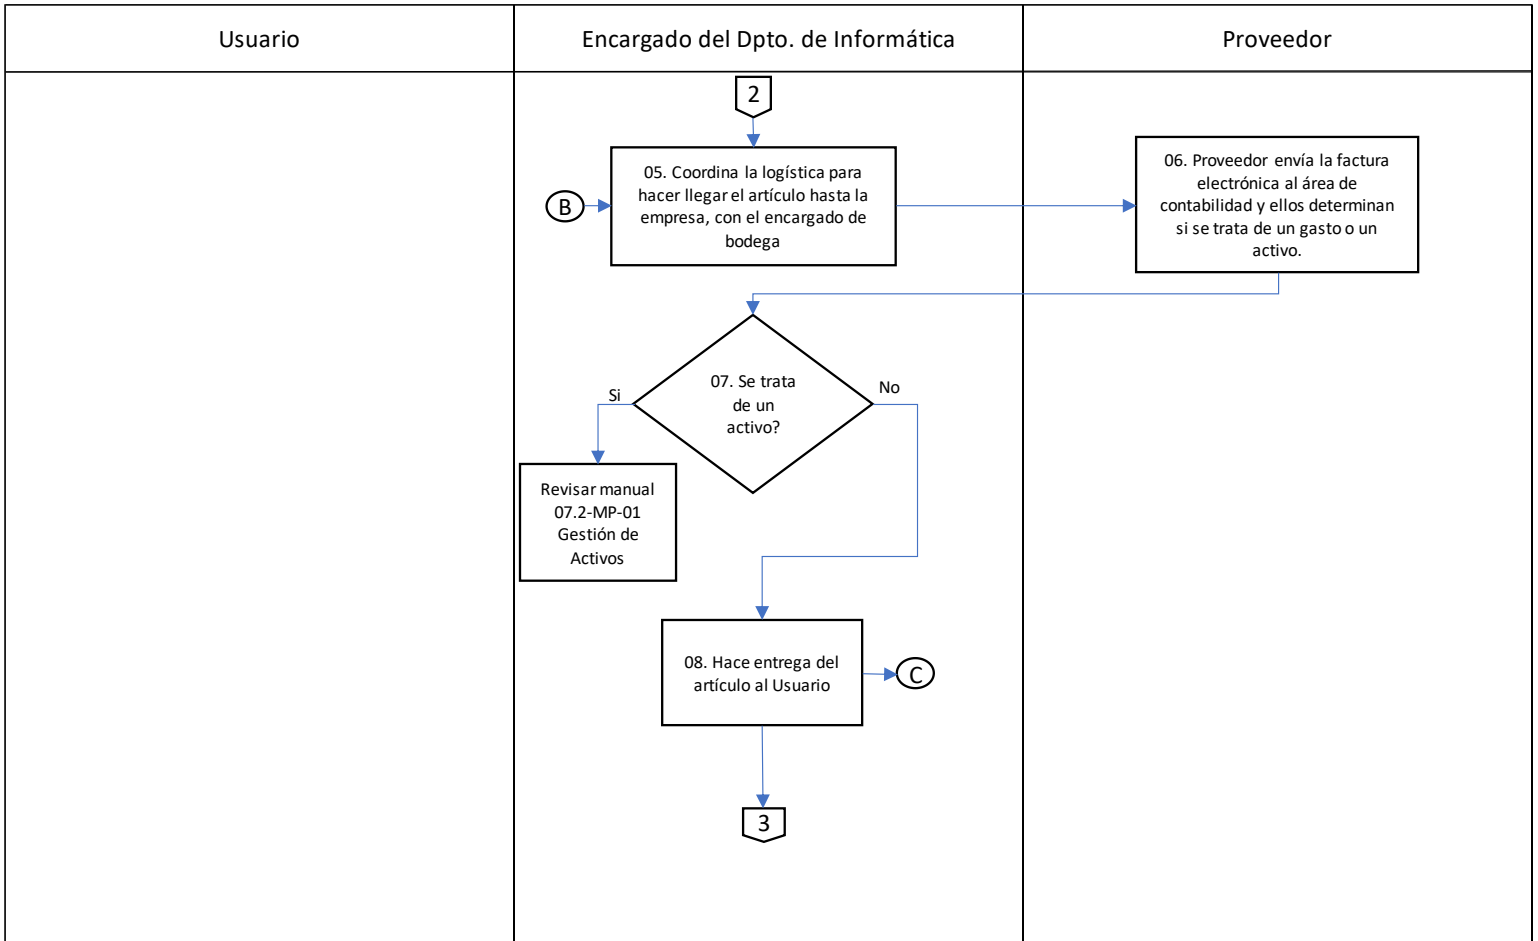 Usuario
Encargado del Dpto. de Informática
Proveedor
2
05. Coordina la logística para
hacer llegar el artículo hasta la
empresa, con el encargado de
bodega
B
06. Proveedor envía la factura
electrónica al área de
contabilidad y ellos determinan
si se trata de un gasto o un
activo.
07. Se trata
de un
activo?
Si
No
Revisar manual
07.2-MP-01
Gestión de
Activos
08. Hace entrega del
artículo al Usuario
C
3